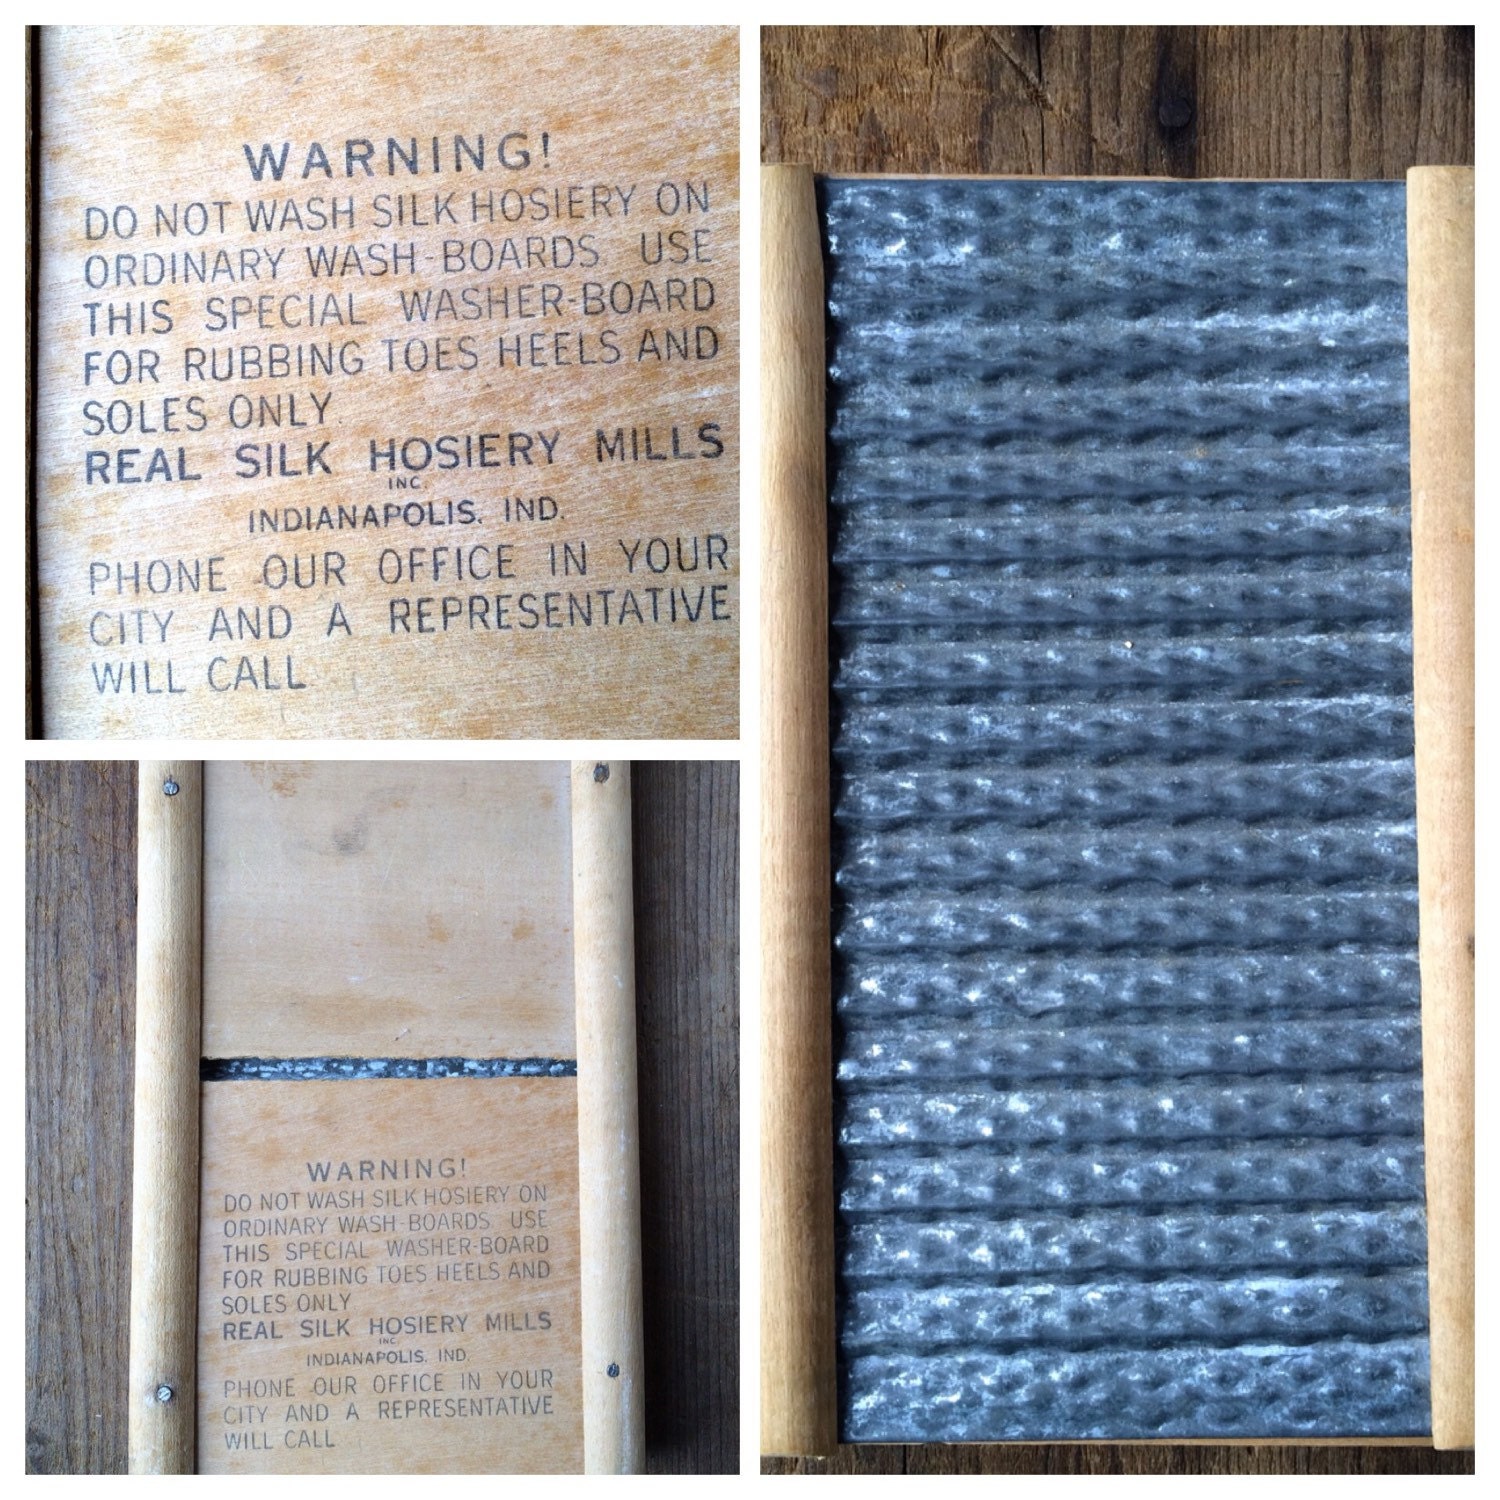 WARNING!
DO NOT WASH SILK HOSIERY ON
ORDINARY WASH-BOARDS. USE
THIS SPECIAL WASHER-BOARD
FOR RUBBING TOES HEELS AND
SOLES ONLY.
REAL SILK HOSIERY MILLS
INC.
INDIANAPOLIS. IND.
PHONE OUR OFFICE IN YOUR
CITY AND A REPRESENTATIVE
WILL CALL
WARNING!
DO NOT WASH SILK HOSIERY ON
ORDINARY WASH-BOARDS. USE
THIS SPECIAL WASHER-BOARD
FOR RUBBING TOES HEELS AND
SOLES ONLY
REAL SILK HOSIERY MILLS
INC
INDIANAPOLIS. IND.
PHONE OUR OFFICE IN YOUR
CITY AND A REPRESENTATIVE
WILL CALL